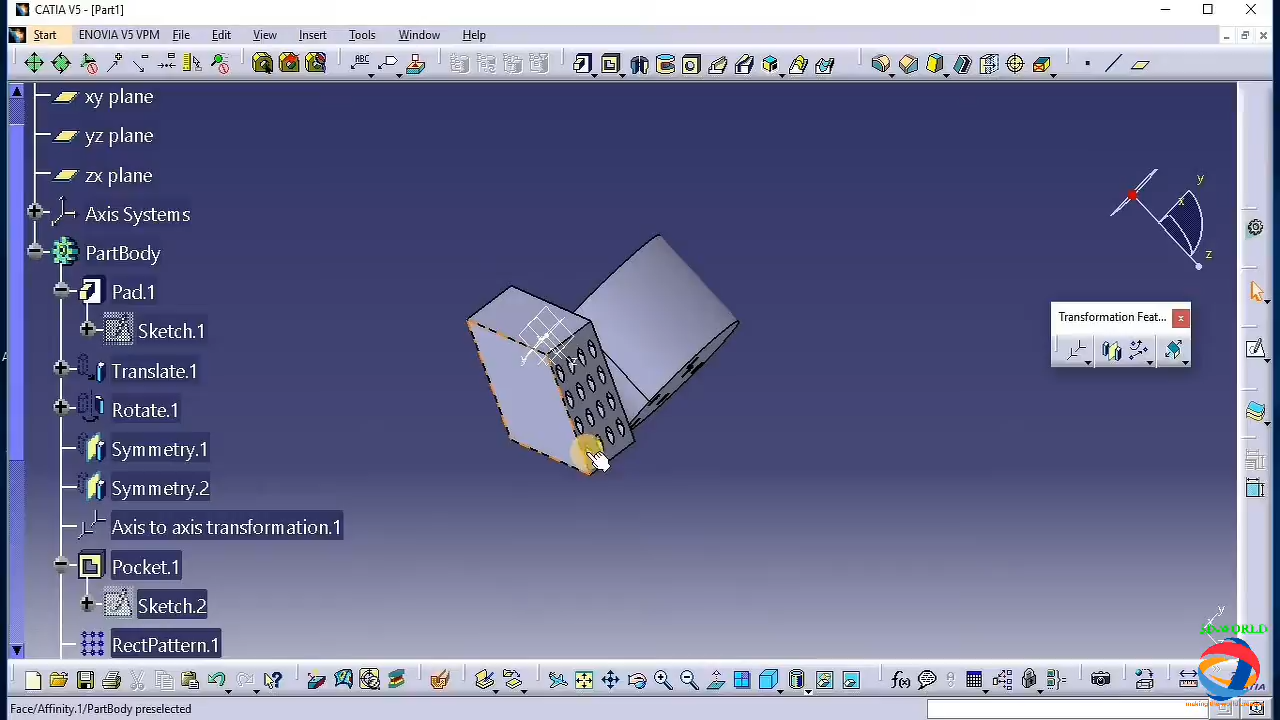 CATIA V5 - [Part1]
Start ENOVIA V5 VPM File Edit View Insert Tools Window Help
xy plane
yz plane
zx plane
Axis Systems
PartBody
Pad.1
Sketch.1
Translate.1
Rotate.1
Symmetry.1
Symmetry.2
Axis to axis transformation.1
Pocket.1
Sketch.2
RectPattern.1
y
x
z
Transformation Feat...
y
z
y
3D.WORLD
CATIA
Face/Affinity.1/PartBody preselected